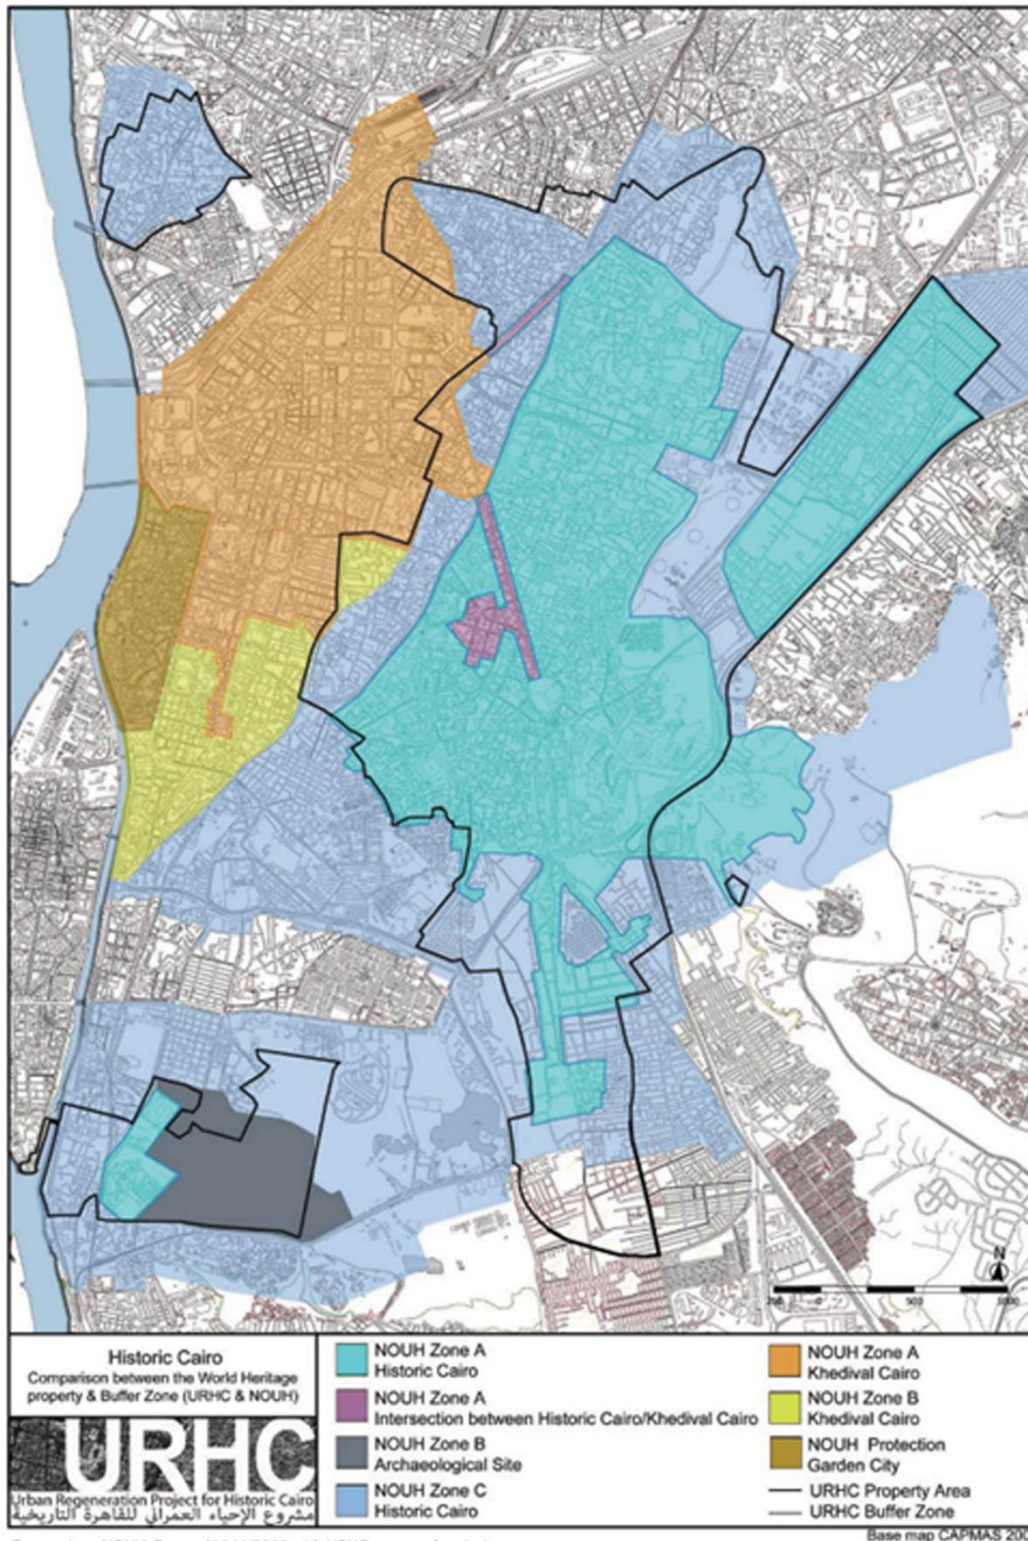 N
500
1000
Historic Cairo
Comparison between the World Heritage
property & Buffer Zone (URHC & NOUH)
URHC
Urban Regeneration Project for Historic Cairo
مشروع الإحياء العمراني للقاهرة التاريخية
NOUH Zone A
Historic Cairo
NOUH Zone A
Intersection between Historic Cairo/Khedival Cairo
NOUH Zone B
Archaeological Site
NOUH Zone C
Historic Cairo
NOUH Zone A
Khedival Cairo
NOUH Zone B
Khedival Cairo
NOUH Protection
Garden City
URHC Property Area
URHC Buffer Zone
Base map CAPMAS 200